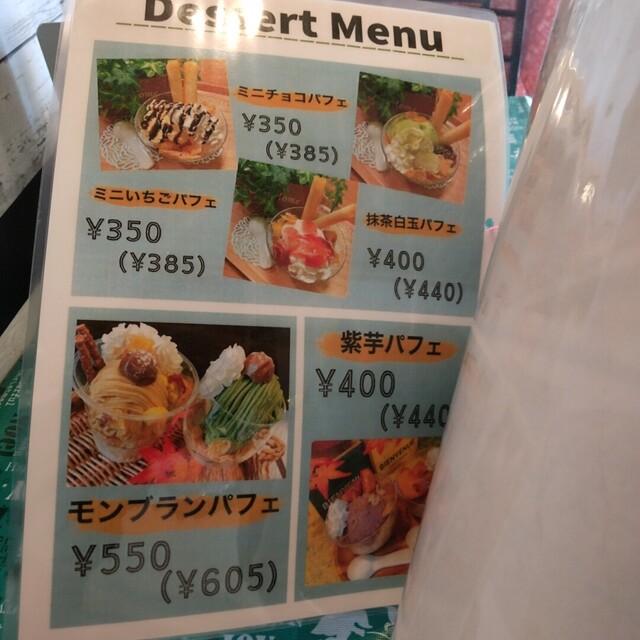 Dessert Menu
ミニチョコパフェ
¥350
(¥385)
ミニいちごパフェ
¥350
(¥385)
抹茶白玉パフェ
¥400
(¥440)
モンブランパフェ
¥550
(¥605)
紫芋パフェ
¥400
(¥440